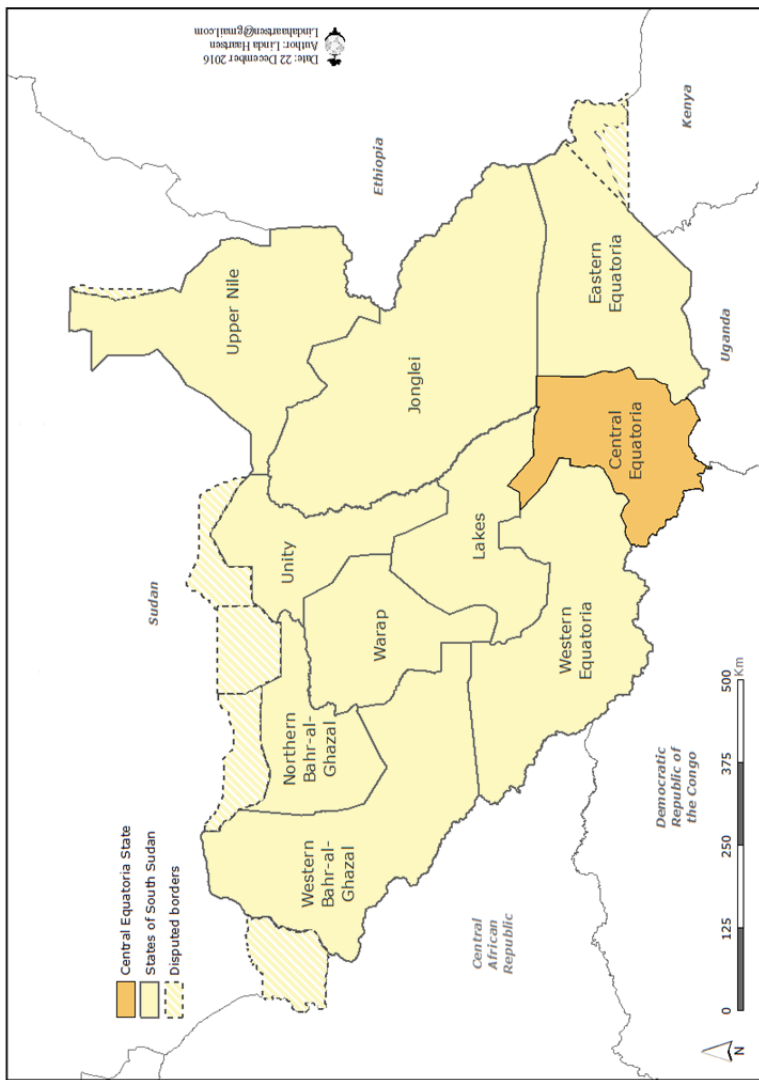 Date: 22 December 2016
Author: Linda Haartsen
Lindahaartsen@gmail.com
Central Equatoria State
States of South Sudan
Disputed borders
Sudan
Ethiopia
Kenya
Uganda
Democratic
Republic of
the Congo
Central
African
Republic
Upper Nile
Unity
Northern
Bahr-al-
Ghazal
Western
Bahr-al-
Ghazal
Warap
Jonglei
Lakes
Western
Equatoria
Central
Equatoria
Eastern
Equatoria
N
0 125 250 375 500
Km